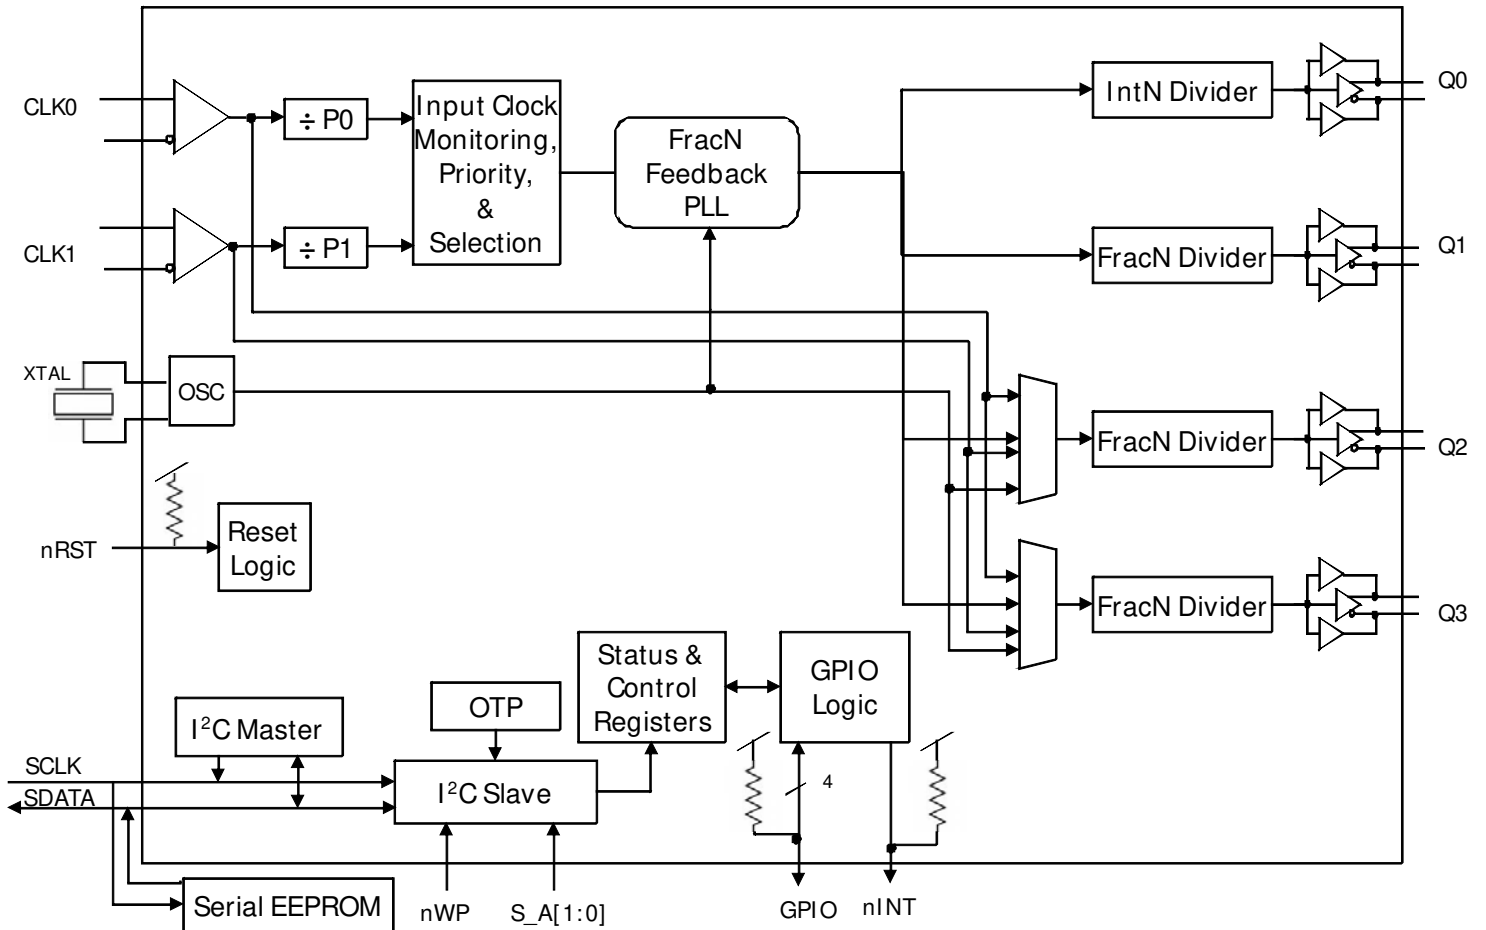 CLK0
÷ P0
Input Clock
Monitoring,
Priority,
&
Selection
FracN
Feedback
PLL
IntN Divider
Q0
CLK1
÷ P1
FracN Divider
Q1
XTAL
OSC
FracN Divider
Q2
nRST
Reset
Logic
FracN Divider
Q3
Status &
Control
Registers
GPIO
Logic
I²C Master
OTP
SCLK
SDATA
I²C Slave
4
Serial EEPROM
nWP
S_A[1:0]
GPIO
nINT